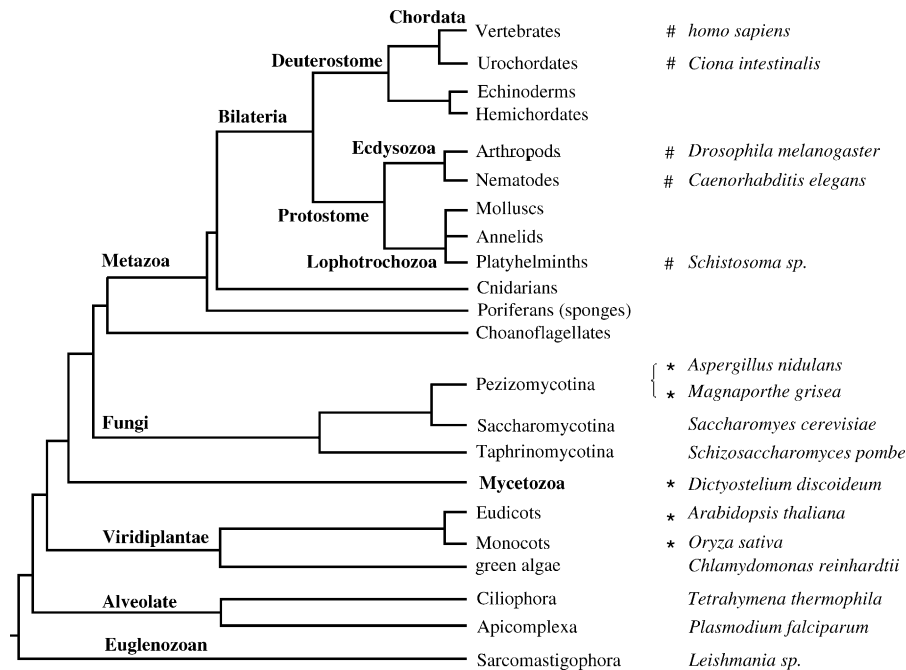 Chordata
Vertebrates # homo sapiens
Urochordates # Ciona intestinalis
Deuterostome
Echinoderms
Hemichordates
Bilateria
Ecdysozoa
Arthropods # Drosophila melanogaster
Nematodes # Caenorhabditis elegans
Molluscs
Protostome
Annelids
Metazoa
Lophotrochozoa
Platyhelminths # Schistosoma sp.
Cnidarians
Poriferans (sponges)
Choanoflagellates
* Aspergillus nidulans
Pezizomycotina
* Magnaporthe grisea
Fungi
Saccharomycotina Saccharomyes cerevisiae
Taphrinomycotina Schizosaccharomyces pombe
Mycetozoa * Dictyostelium discoideum
Eudicots * Arabidopsis thaliana
Viridiplantae
Monocots * Oryza sativa
green algae Chlamydomonas reinhardtii
Alveolate
Ciliophora Tetrahymena thermophila
Apicomplexa Plasmodium falciparum
Euglenozoan
Sarcomastigophora Leishmania sp.